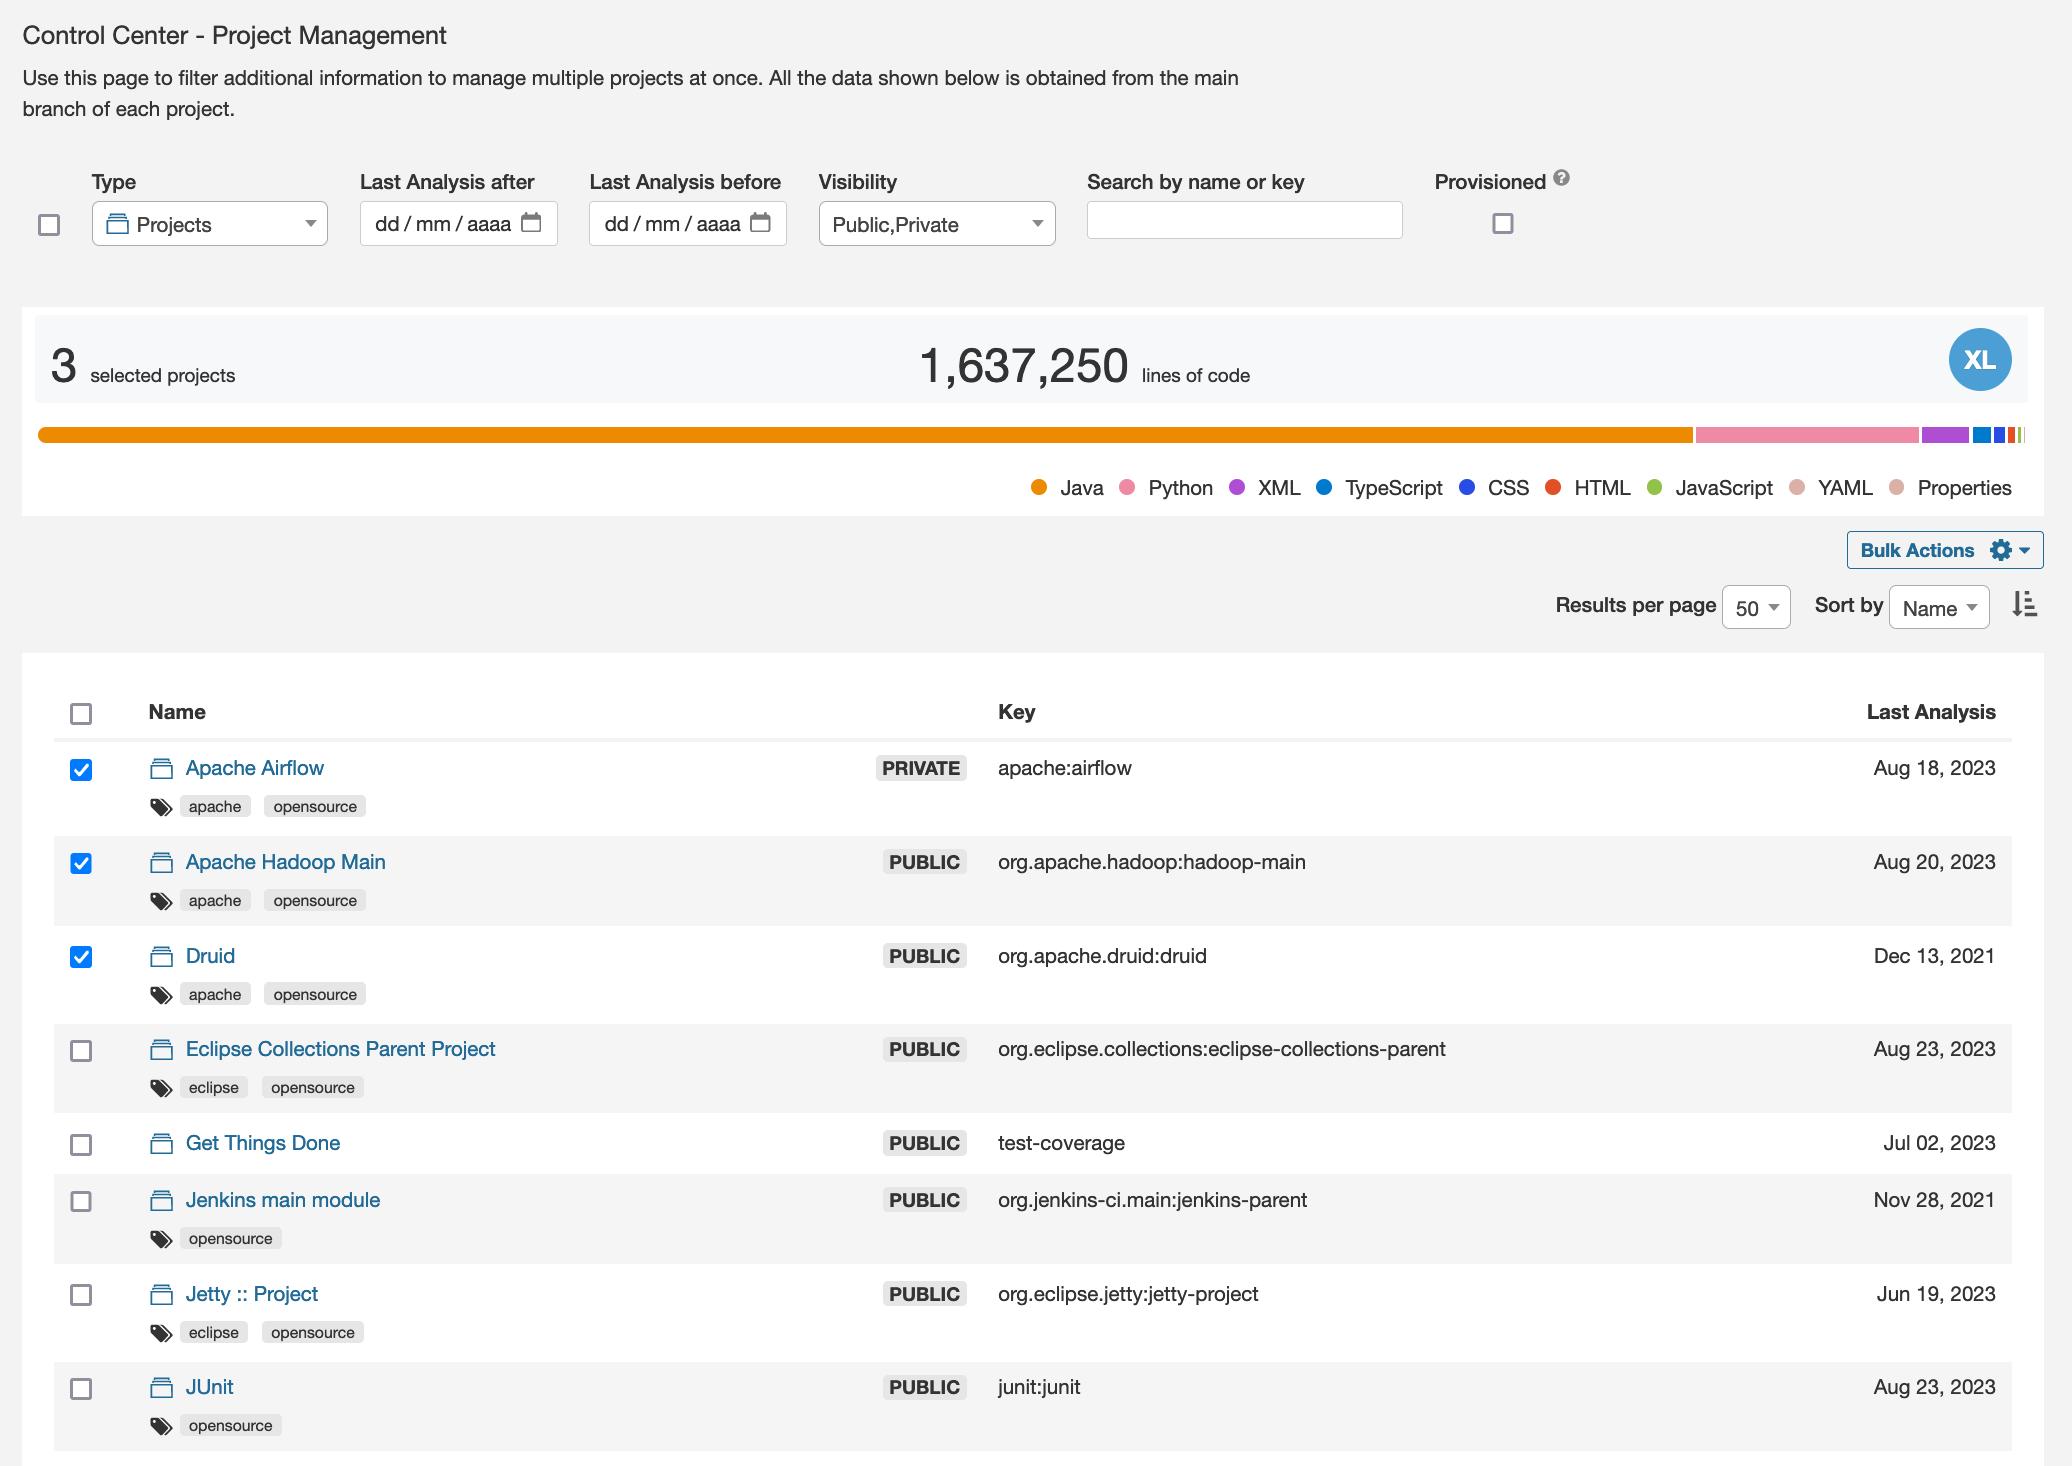 Control Center - Project Management
Use this page to filter additional information to manage multiple projects at once. All the data shown below is obtained from the main
branch of each project.
Type
Last Analysis after
Last Analysis before
Visibility
Search by name or key
Provisioned ?
Projects
dd / mm / aaaa
dd / mm / aaaa
Public,Private
3 selected projects
1,637,250 lines of code
XL
Java Python XML TypeScript CSS HTML JavaScript YAML Properties
Bulk Actions
Results per page 50 Sort by Name
Name Key Last Analysis
Apache Airflow PRIVATE apache:airflow Aug 18, 2023
apache opensource
Apache Hadoop Main PUBLIC org.apache.hadoop:hadoop-main Aug 20, 2023
apache opensource
Druid PUBLIC org.apache.druid:druid Dec 13, 2021
apache opensource
Eclipse Collections Parent Project PUBLIC org.eclipse.collections:eclipse-collections-parent Aug 23, 2023
eclipse opensource
Get Things Done PUBLIC test-coverage Jul 02, 2023
Jenkins main module PUBLIC org.jenkins-ci.main:jenkins-parent Nov 28, 2021
opensource
Jetty :: Project PUBLIC org.eclipse.jetty:jetty-project Jun 19, 2023
eclipse opensource
JUnit PUBLIC junit:junit Aug 23, 2023
opensource